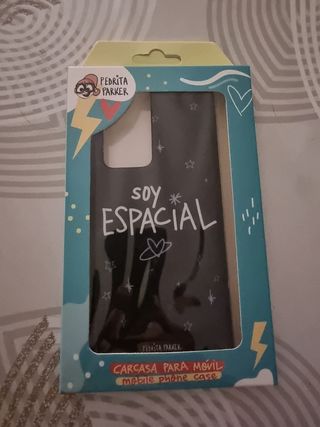 PEDRITA
PARKER
SOY
ESPACIAL
PEDRITA PARKER
CARCASA PARA MÓVIL
mobile phone case